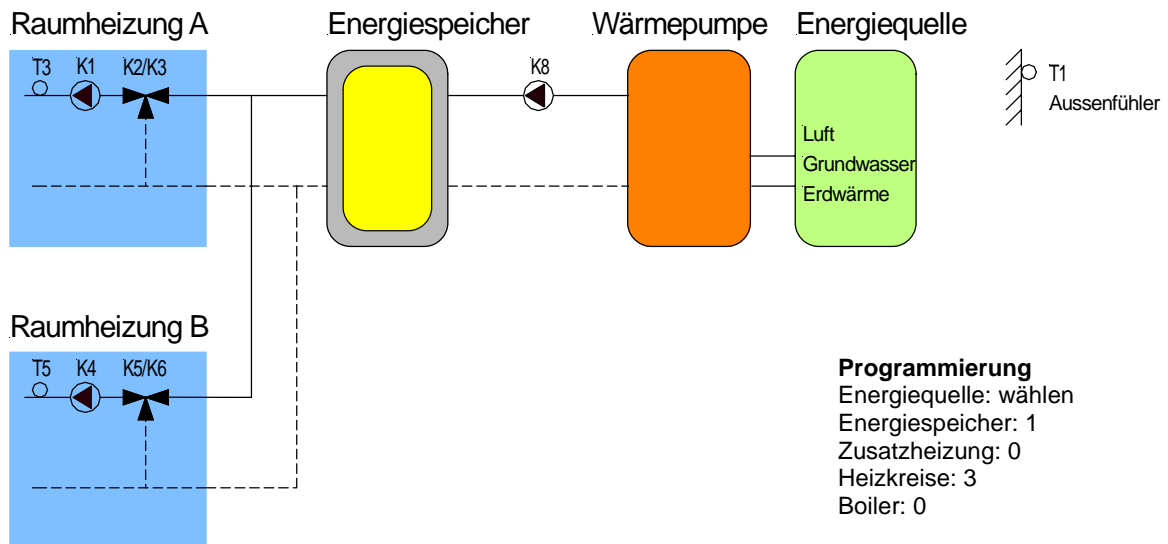 Raumheizung A
Energiespeicher
Wärmepumpe
Energiequelle
T3
K1
K2/K3
K8
T1
Aussenfühler
Luft
Grundwasser
Erdwärme
Raumheizung B
T5
K4
K5/K6
Programmierung
Energiequelle: wählen
Energiespeicher: 1
Zusatzheizung: 0
Heizkreise: 3
Boiler: 0